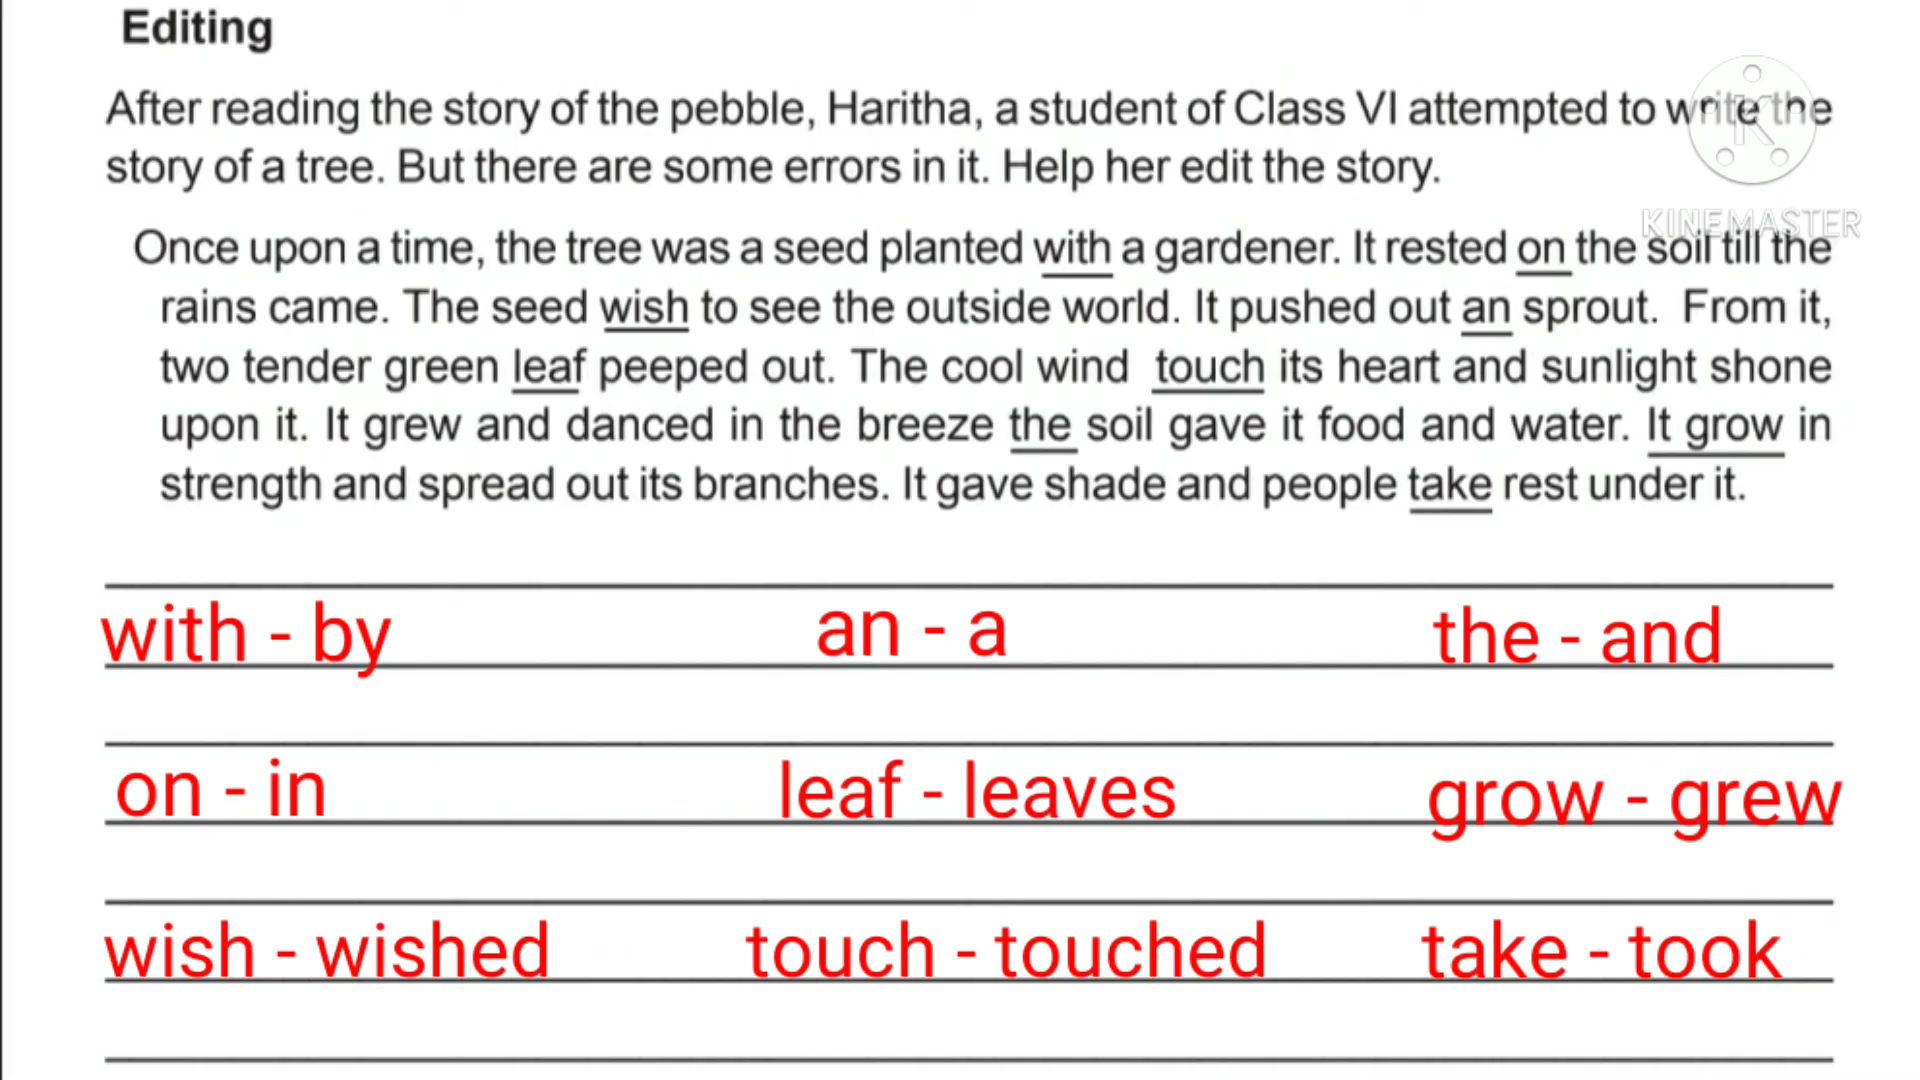 Editing
After reading the story of the pebble, Haritha, a student of Class VI attempted to write the
story of a tree. But there are some errors in it. Help her edit the story.
KINEMASTER
Once upon a time, the tree was a seed planted with a gardener. It rested on the soil till the
rains came. The seed wish to see the outside world. It pushed out an sprout. From it,
two tender green leaf peeped out. The cool wind touch its heart and sunlight shone
upon it. It grew and danced in the breeze the soil gave it food and water. It grow in
strength and spread out its branches. It gave shade and people take rest under it.
with - by an - a the - and
on - in leaf - leaves grow - grew
wish - wished touch - touched take - took